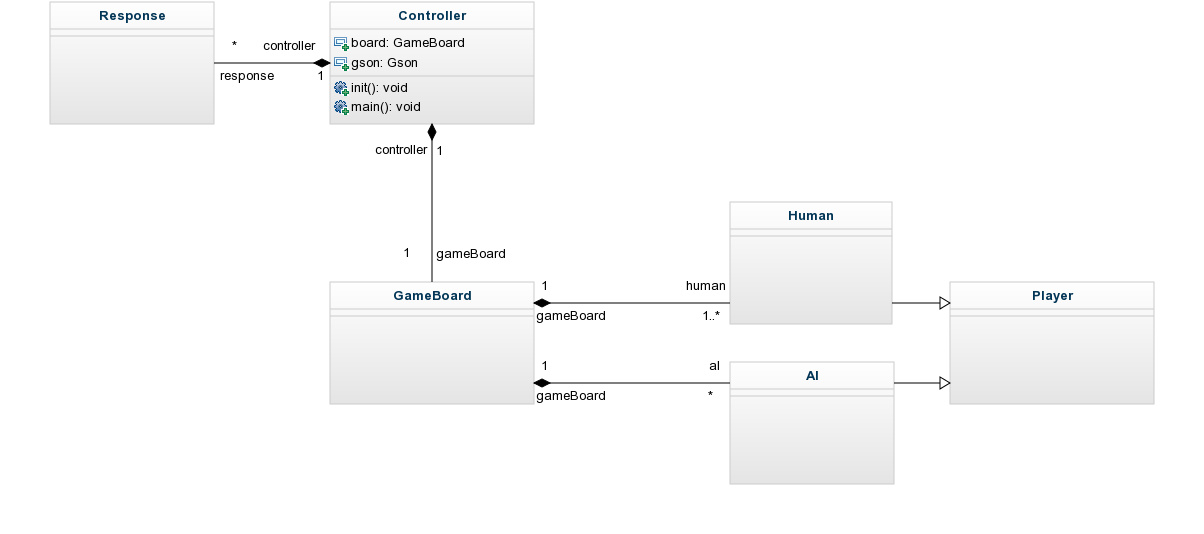 Response
Controller
board: GameBoard
gson: Gson
init(): void
main(): void
*
controller
response
1
controller
1
1
gameBoard
GameBoard
Human
Player
AI
1
human
gameBoard
1..*
1
aI
gameBoard
*